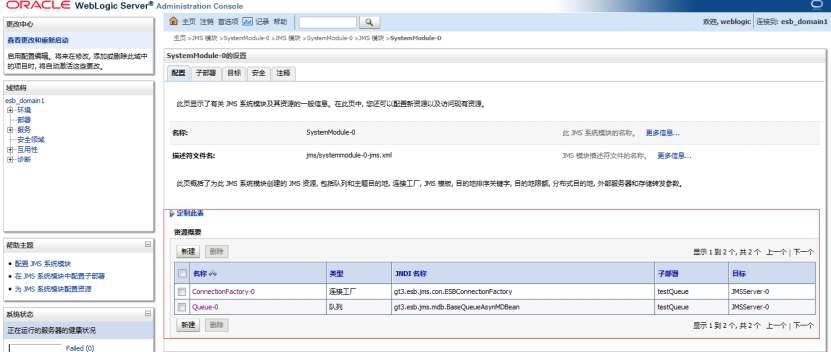 ORACLE WebLogic Server® Administration Console
更改中心
查看更改和重新启动
启用配置编辑。将来在修改, 添加或删除此域中的项目时, 将自动激活这些更改。
域结构
esb_domain1
环境
部署
服务
安全领域
互用性
诊断
帮助主题
配置 JMS 系统模块
在 JMS 系统模块中配置子部署
为 JMS 系统模块配置资源
系统状态
正在运行的服务器的健康状况
Failed (0)
主页 注销 首选项 记录 帮助
欢迎, weblogic 连接到: esb_domain1
主页 >JMS 模块 >SystemModule-0 >JMS 模块 >SystemModule-0 >JMS 模块 >SystemModule-0
SystemModule-0的设置
配置 子部署 目标 安全 注释
此页显示了有关 JMS 系统模块及其资源的一般信息。在此页中, 您还可以配置新资源以及访问现有资源。
名称: SystemModule-0 此 JMS 系统模块的名称。 更多信息...
描述符文件名: jms/systemmodule-0-jms.xml JMS 模块描述符文件的名称。 更多信息...
此页概括了为此 JMS 系统模块创建的 JMS 资源, 包括队列和主题目的地, 连接工厂, JMS 模板, 目的地排序关键字, 目的地限额, 分布式目的地, 外部服务器和存储转发参数。
定制此表
资源概要
新建 删除 显示 1 到 2 个, 共 2 个 上一个 | 下一个
名称 类型 JNDI 名称 子部署 目标
ConnectionFactory-0 连接工厂 gt3.esb.jms.con.ESBConnectionFactory testQueue JMSServer-0
Queue-0 队列 gt3.esb.jms.mdb.BaseQueueAsynMDBean testQueue JMSServer-0
新建 删除 显示 1 到 2 个, 共 2 个 上一个 | 下一个